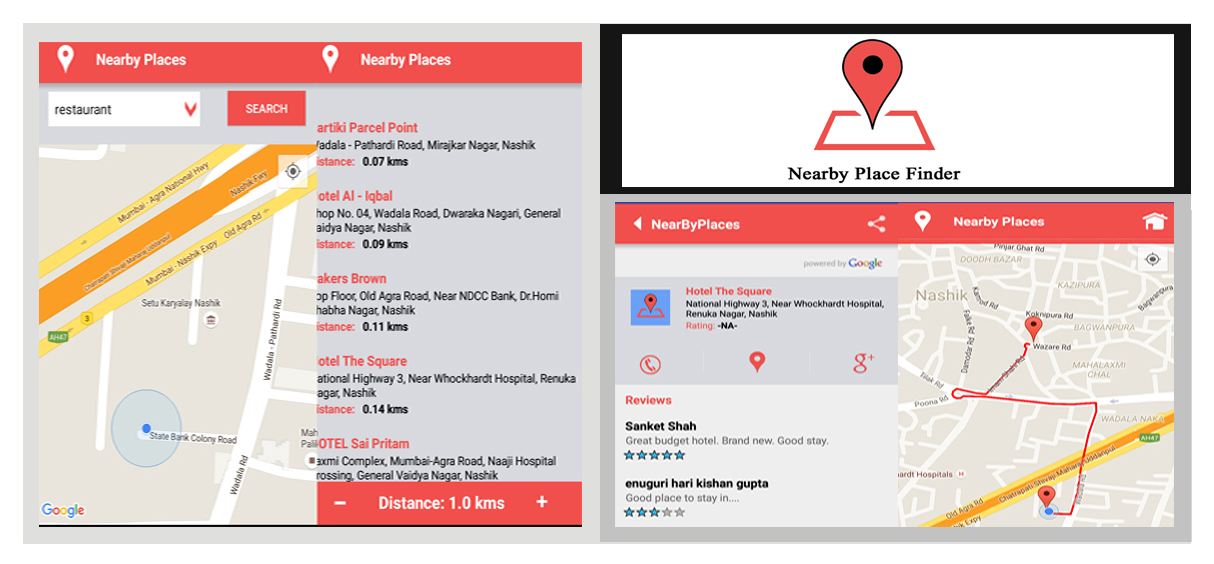 Nearby Places
restaurant
SEARCH
Mumbai - Agra National Hwy
Nashik Fwy
Chatrapati Shivaji Maharaj Uddanpul
Mumbai - Nashik Expy
Old Agra Rd
3
AH47
Setu Karyalay Nashik
Wadala - Pathardi Rd
State Bank Colony Road
Wadala Rd
Mah
Pali
Google
Nearby Places
artiki Parcel Point
adala - Pathardi Road, Mirajkar Nagar, Nashik
istance: 0.07 kms
otel Al - Iqbal
hop No. 04, Wadala Road, Dwaraka Nagari, General
aidya Nagar, Nashik
istance: 0.09 kms
akers Brown
op Floor, Old Agra Road, Near NDCC Bank, Dr.Homi
habha Nagar, Nashik
istance: 0.11 kms
otel The Square
ational Highway 3, Near Whockhardt Hospital, Renuka
agar, Nashik
istance: 0.14 kms
OTEL Sai Pritam
axmi Complex, Mumbai-Agra Road, Naaji Hospital
rossing, General Vaidya Nagar, Nashik
– Distance: 1.0 kms +
Nearby Place Finder
NearByPlaces
powered by Google
Hotel The Square
National Highway 3, Near Whockhardt Hospital,
Renuka Nagar, Nashik
Rating: -NA-
g+
Reviews
Sanket Shah
Great budget hotel. Brand new. Good stay.
enuguri hari kishan gupta
Good place to stay in....
Nearby Places
Pinjar Ghat Rd
DOODH BAZAR
KAZIPURA
Nashik
Koknipura Rd
BAGWANPURA
Wazare Rd
MAHALAXMI
CHAL
Tilak Rd
Poona Rd
WADALA NAKA
AH47
ardt Hospitals H
Chatrapati Shivaji Maharaj Uddanpul
Old Agra Rd
shik Expy